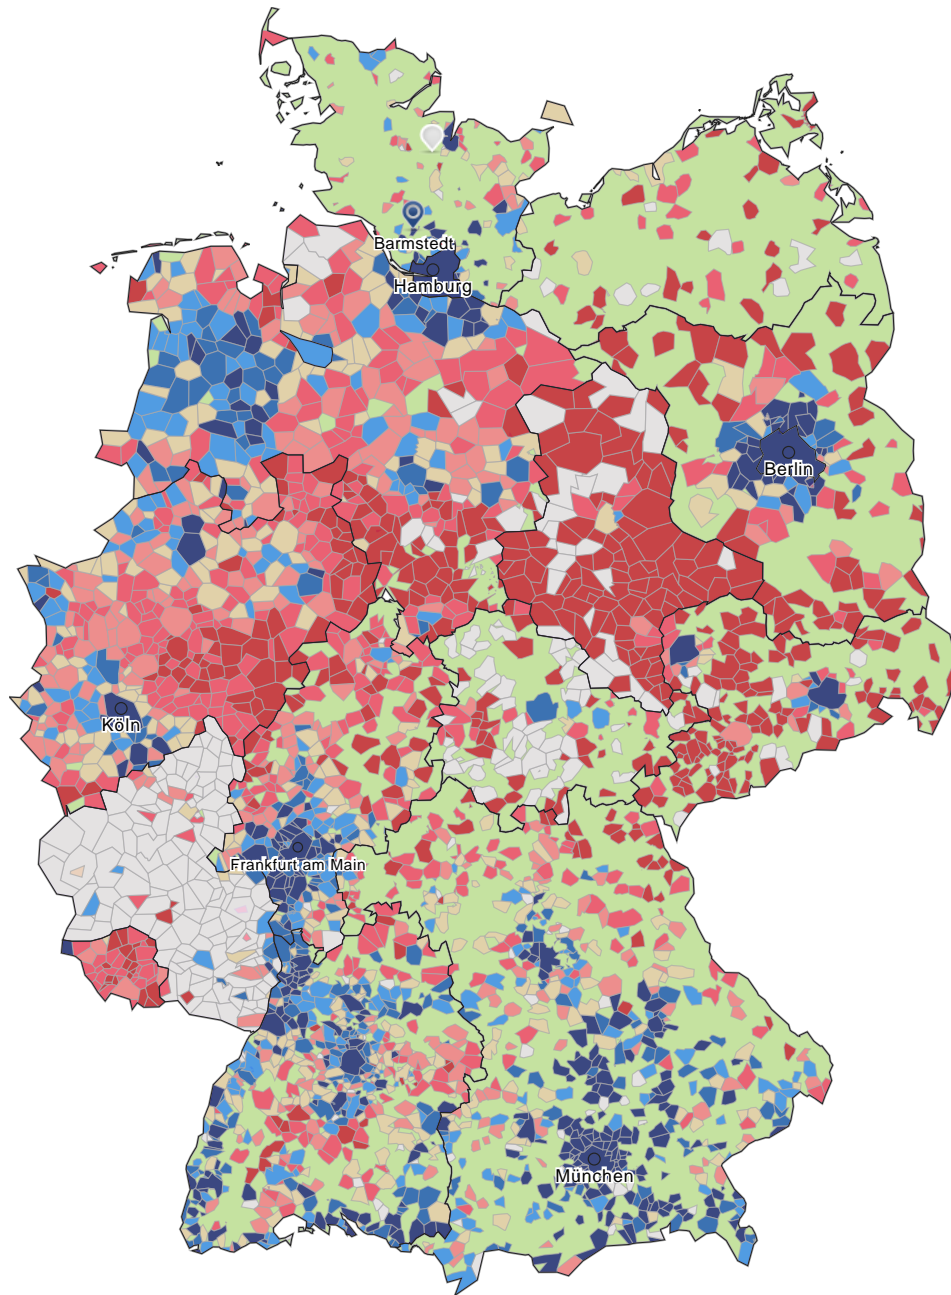 Barmstedt
Hamburg
Berlin
Köln
Frankfurt am Main
München